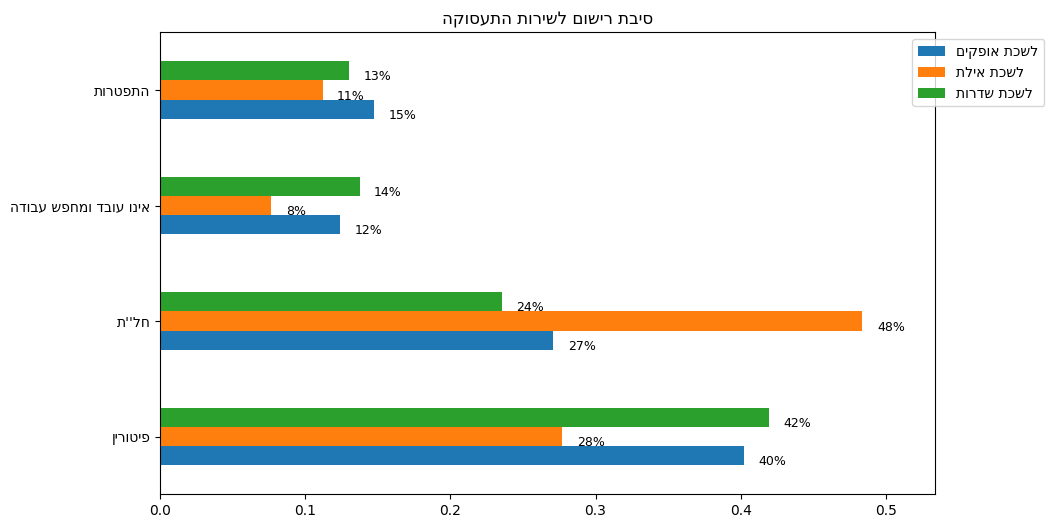 סיבת רישום לשירות התעסוקה
לשכת אופקים
לשכת אילת
לשכת שדרות
התפטרות
13%
11%
15%
אינו עובד ומחפש עבודה
14%
8%
12%
חל''ת
24%
48%
27%
פיטורין
42%
28%
40%
0.0 0.1 0.2 0.3 0.4 0.5